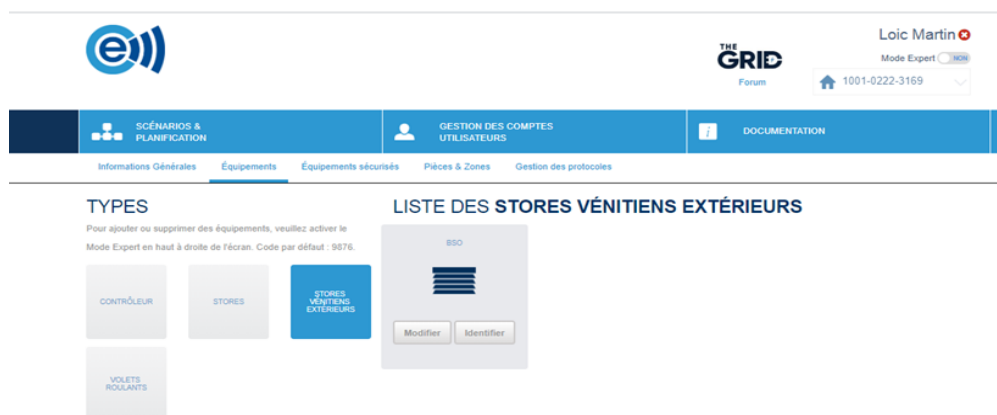 e
THE
GRID
Forum
Loic Martin
Mode Expert NON
1001-0222-3169
SCÉNARIOS &
PLANIFICATION
GESTION DES COMPTES
UTILISATEURS
i
DOCUMENTATION
Informations Générales Équipements Équipements sécurisés Pièces & Zones Gestion des protocoles
TYPES
Pour ajouter ou supprimer des équipements, veuillez activer le
Mode Expert en haut à droite de l'écran. Code par défaut : 9876.
CONTRÔLEUR
STORES
STORES
VÉNITIENS
EXTÉRIEURS
VOLETS
ROULANTS
LISTE DES STORES VÉNITIENS EXTÉRIEURS
BSO
Modifier Identifier